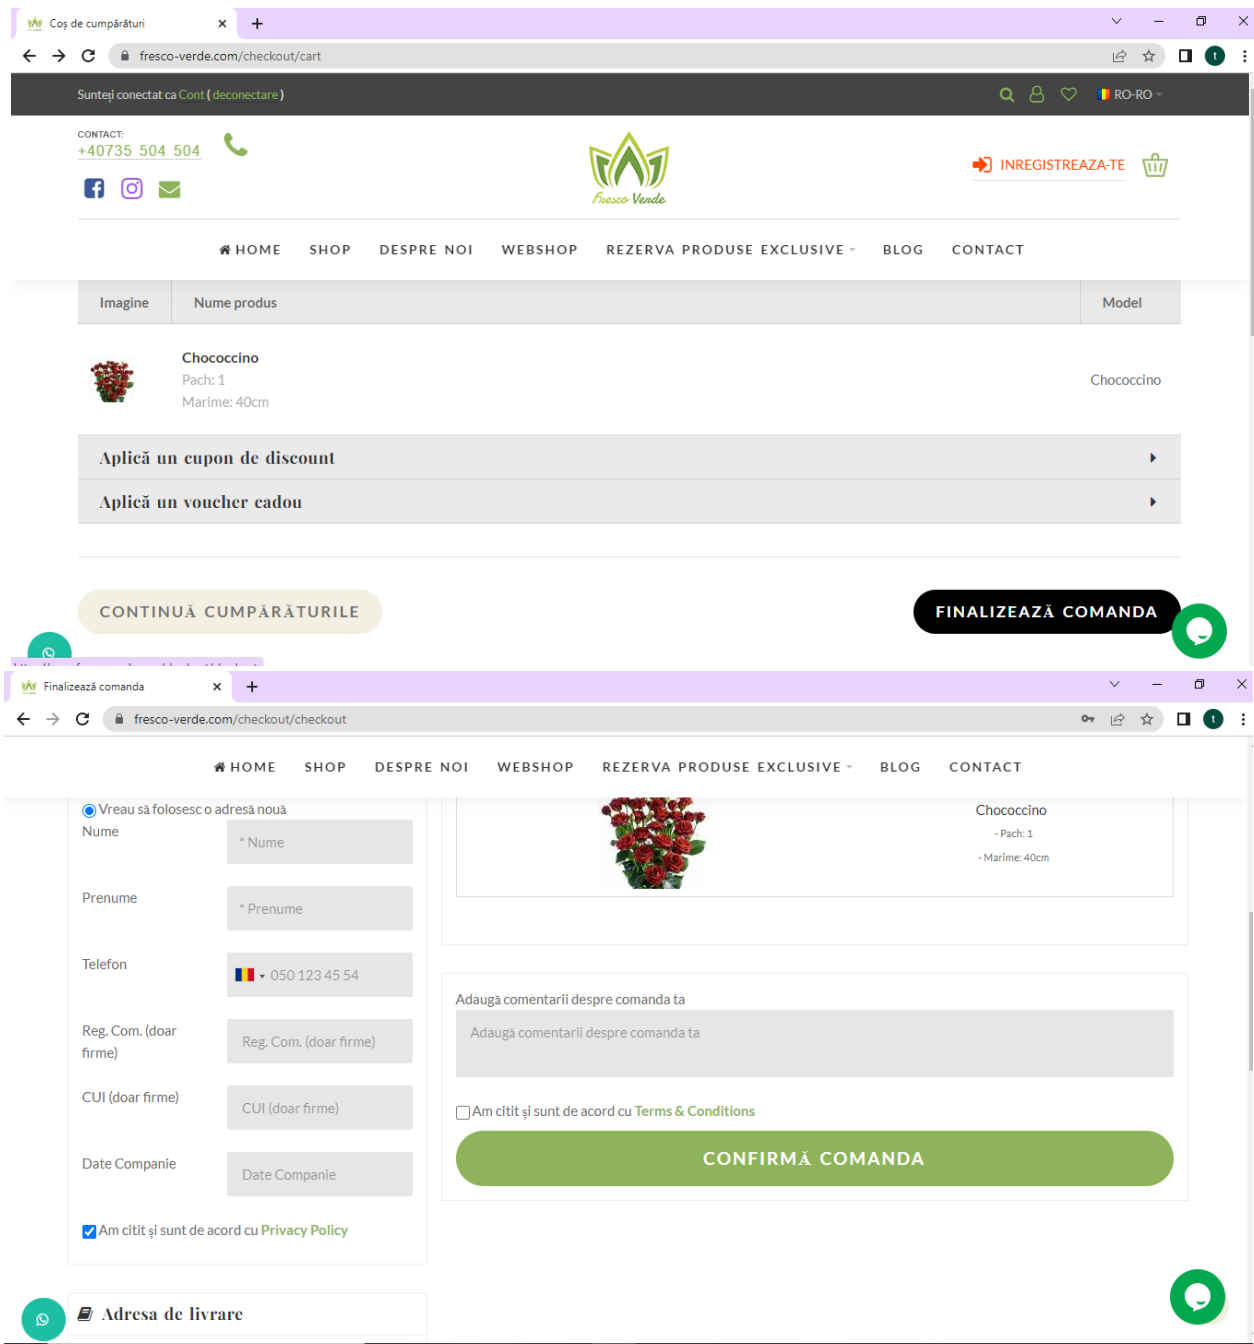 Coș de cumpărături
fresco-verde.com/checkout/cart
t
Sunteți conectat ca Cont ( deconectare )
RO-RO
CONTACT:
+40735 504 504
Fresco Verde
INREGISTREAZA-TE
HOME SHOP DESPRE NOI WEBSHOP REZERVA PRODUSE EXCLUSIVE BLOG CONTACT
Imagine Nume produs Model
Chococcino
Pach: 1
Chococcino
Marime: 40cm
Aplică un cupon de discount
Aplică un voucher cadou
CONTINUĂ CUMPĂRĂTURILE FINALIZEAZĂ COMANDA
Finalizează comanda
fresco-verde.com/checkout/checkout
t
HOME SHOP DESPRE NOI WEBSHOP REZERVA PRODUSE EXCLUSIVE BLOG CONTACT
Vreau să folosesc o adresă nouă
Nume
* Nume
Prenume
* Prenume
Telefon
050 123 45 54
Reg. Com. (doar
firme)
Reg. Com. (doar firme)
CUI (doar firme)
CUI (doar firme)
Date Companie
Date Companie
Am citit și sunt de acord cu Privacy Policy
Adresa de livrare
Chococcino
- Pach: 1
- Marime: 40cm
Adaugă comentarii despre comanda ta
Adaugă comentarii despre comanda ta
Am citit și sunt de acord cu Terms & Conditions
CONFIRMĂ COMANDA